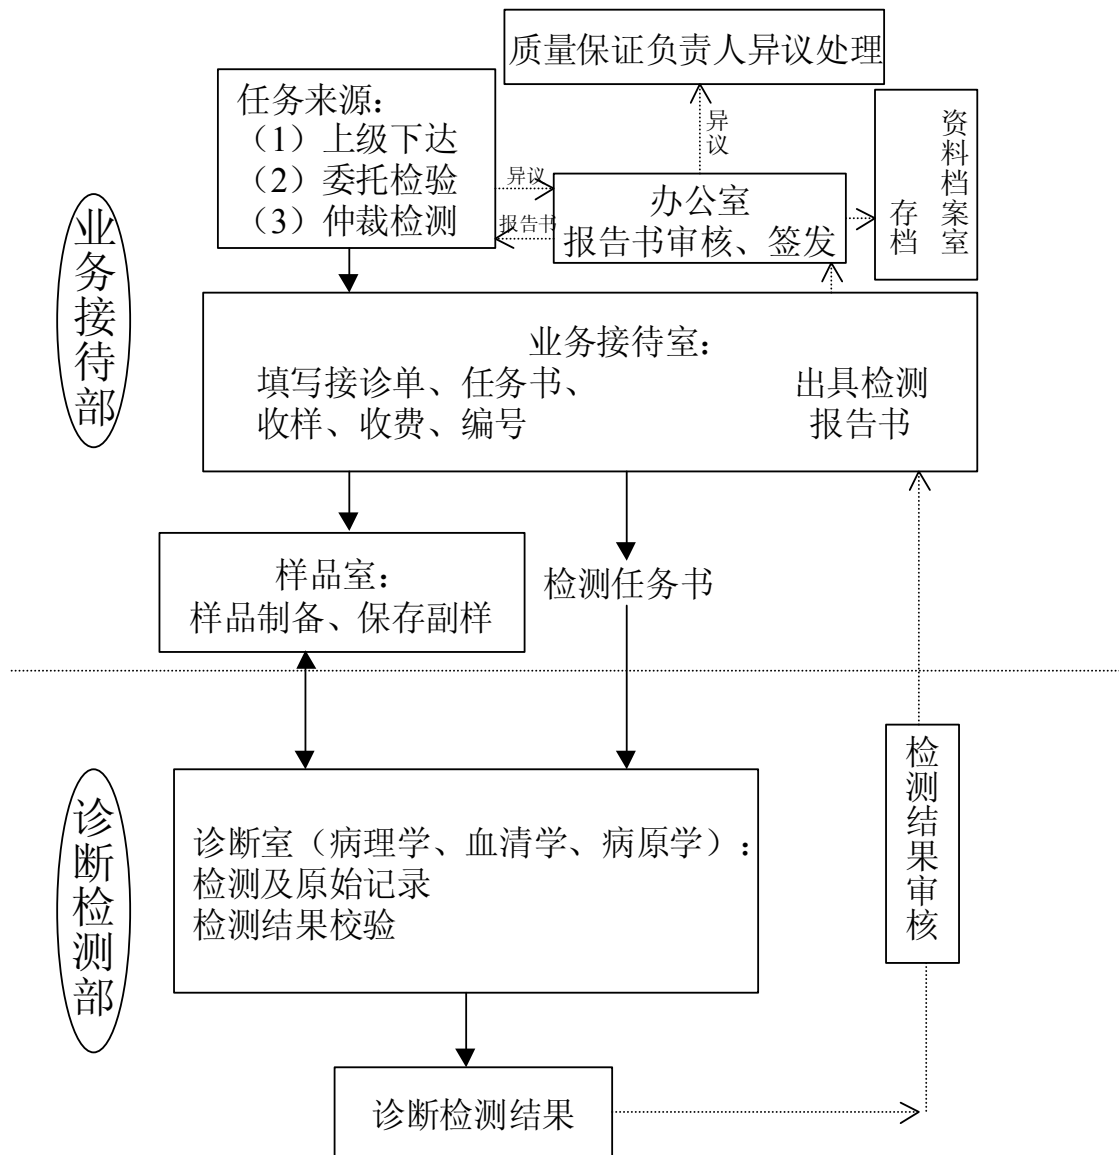 质量保证负责人异议处理
任务来源：
（1）上级下达
（2）委托检验
（3）仲裁检测
异议
报告书
异议
办公室
报告书审核、签发
资料档案室
存档
业务接待部
业务接待室：
填写接诊单、任务书、
收样、收费、编号
出具检测
报告书
样品室：
样品制备、保存副样
检测任务书
诊断检测部
诊断室（病理学、血清学、病原学）：
检测及原始记录
检测结果校验
检测结果审核
诊断检测结果